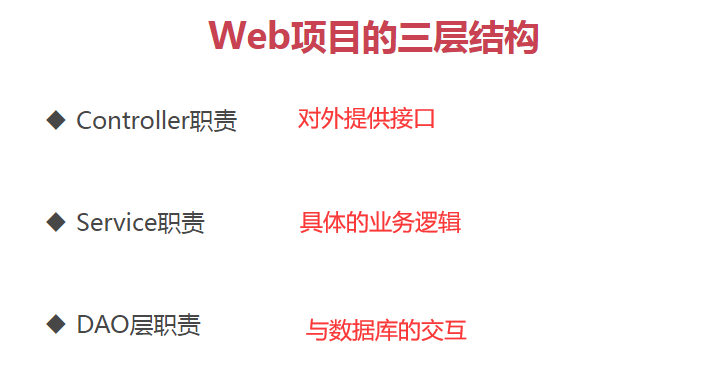 Web项目的三层结构
◆ Controller职责 对外提供接口
◆ Service职责 具体的业务逻辑
◆ DAO层职责 与数据库的交互